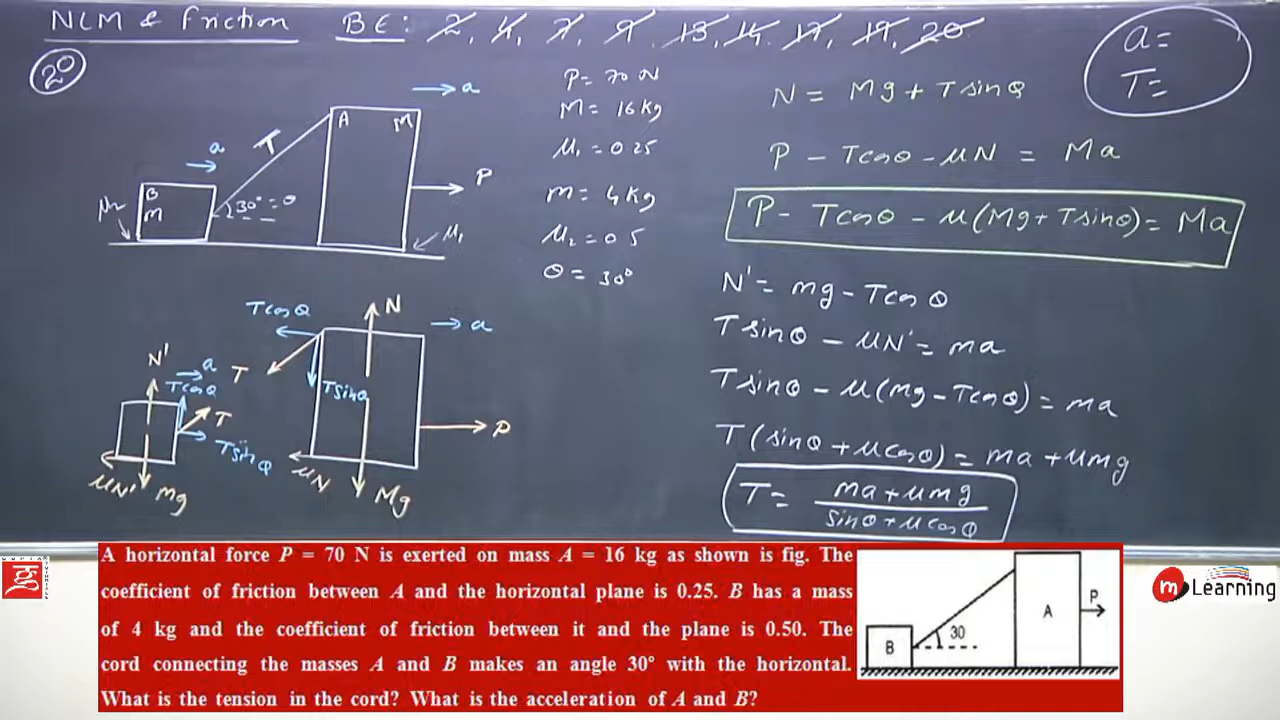 NLM & Friction BE: 2, 4, 7, 9, 13, 14, 17, 19, 20
20
a
a
T
A M
B
m
30° = θ
P
μ₂
μ₁
P = 70 N
M = 16 kg
μ₁ = 0.25
m = 4 kg
μ₂ = 0.5
θ = 30°
a =
T =
N = Mg + T sinθ
P - T cosθ - μN = Ma
P - T cosθ - μ(Mg + T sinθ) = Ma
N' = mg - T cosθ
T sinθ - μN' = ma
T sinθ - μ(mg - T cosθ) = ma
T(sinθ + μcosθ) = ma + μmg
T = ma + μmg
sinθ + μcosθ
T cosθ
N
a
N'
a
T cosθ
T
T
T sinθ
T sinθ
P
μN'
mg
μN
Mg
A horizontal force P = 70 N is exerted on mass A = 16 kg as shown is fig. The
coefficient of friction between A and the horizontal plane is 0.25. B has a mass
of 4 kg and the coefficient of friction between it and the plane is 0.50. The
cord connecting the masses A and B makes an angle 30° with the horizontal.
What is the tension in the cord? What is the acceleration of A and B?
B
30
A
P
m Learning